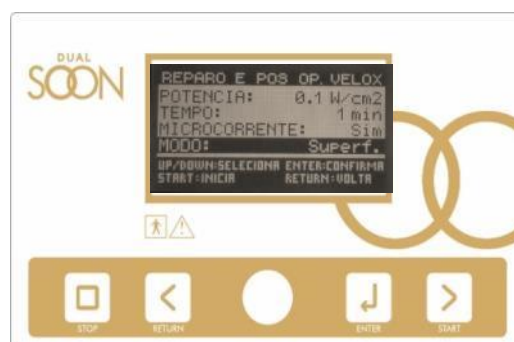 DUAL
SOON
REPARO E POS OP. VELOX
POTENCIA: 0.1 W/cm2
TEMPO: 1 min
MICROCORRENTE: Sim
MODO: Superf.
UP/DOWN:SELECIONA ENTER:CONFIRMA
START:INICIA RETURN:VOLTA
STOP
RETURN
ENTER
START